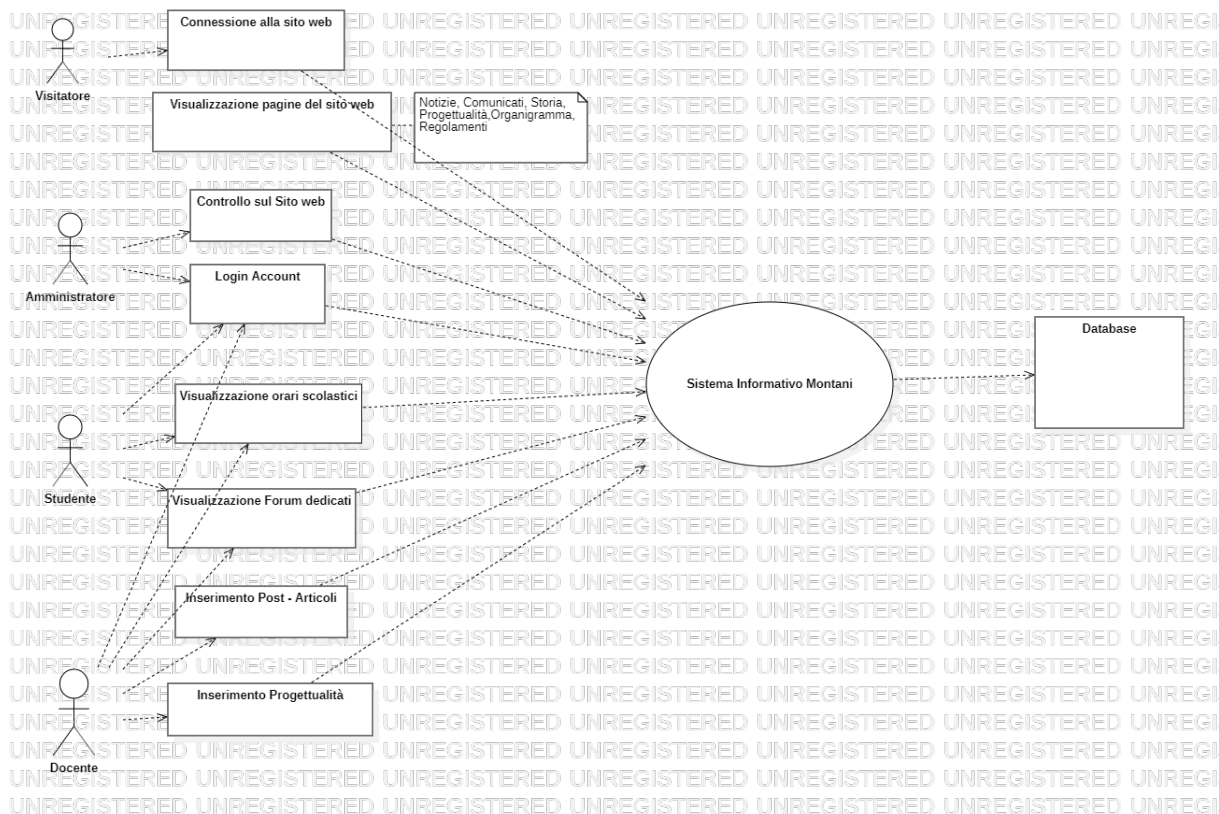 Connessione alla sito web
Visitatore
Visualizzazione pagine del sito web
Notizie, Comunicati, Storia,
Progettualità,Organigramma,
Regolamenti
Controllo sul Sito web
Amministratore
Login Account
Sistema Informativo Montani
Database
Visualizzazione orari scolastici
Studente
Visualizzazione Forum dedicati
Inserimento Post - Articoli
Inserimento Progettualità
Docente
UNREGISTERED